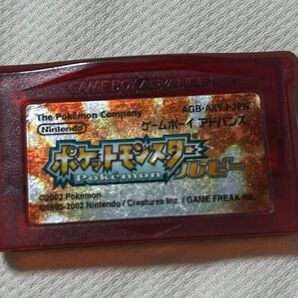 GAME BOY ADVANCE
The Pokémon Company
AGB-AXVJ-JPN
Nintendo
ゲームボーイ アドバンス
ポケットモンスター
Pokémon
ルビー
©2002 Pokémon
©1995-2002 Nintendo / Creatures Inc. / GAME FREAK inc.